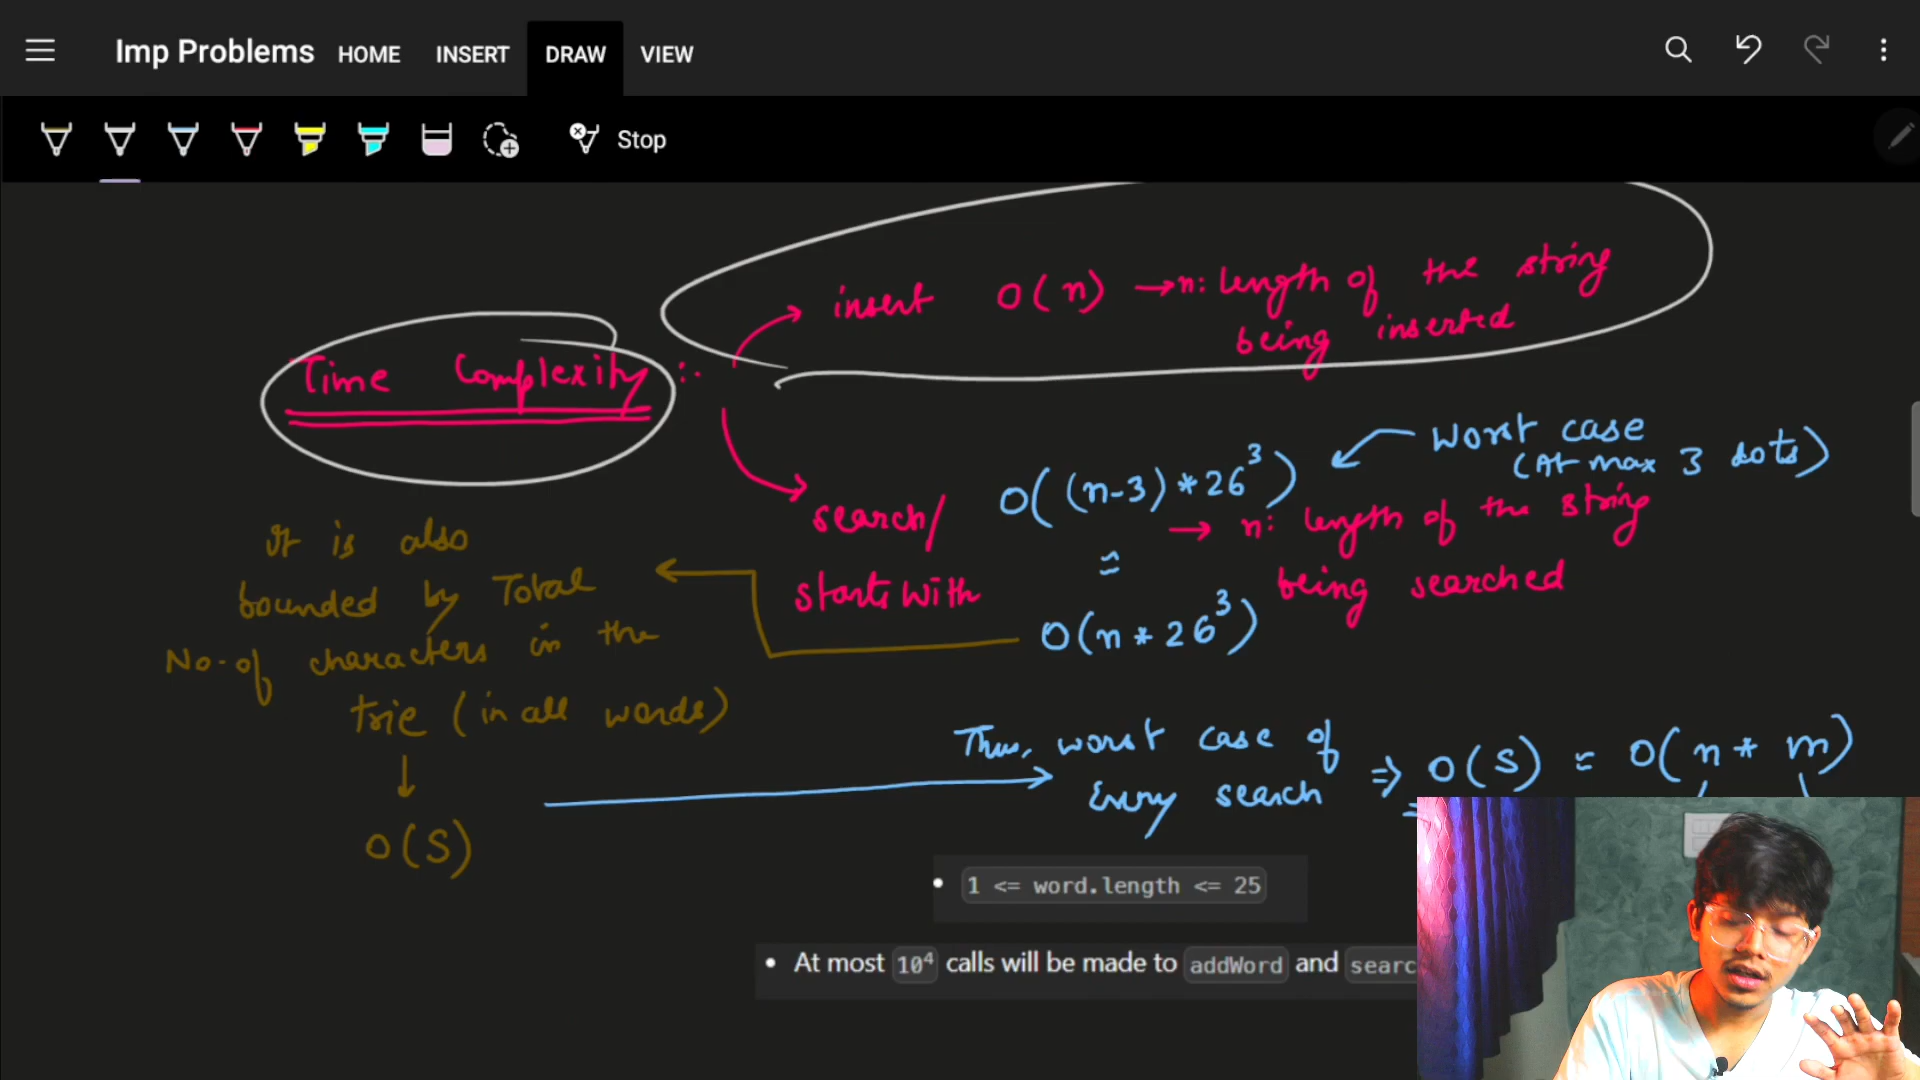 Imp Problems HOME INSERT DRAW VIEW
Stop
insert O(n) → n: length of the string
being inserted
Time Complexity :-
Worst case
(At max 3 dots)
search/
startsWith
O((n-3) * 26³)
→ n: length of the string
being searched
=
O(n * 26³)
It is also
bounded by Total
No. of characters in the
trie (in all words)
↓
O(S)
Thus, worst case of
Every search ⇒ O(S) = O(n * m)
• 1 <= word.length <= 25
• At most 10⁴ calls will be made to addWord and searc